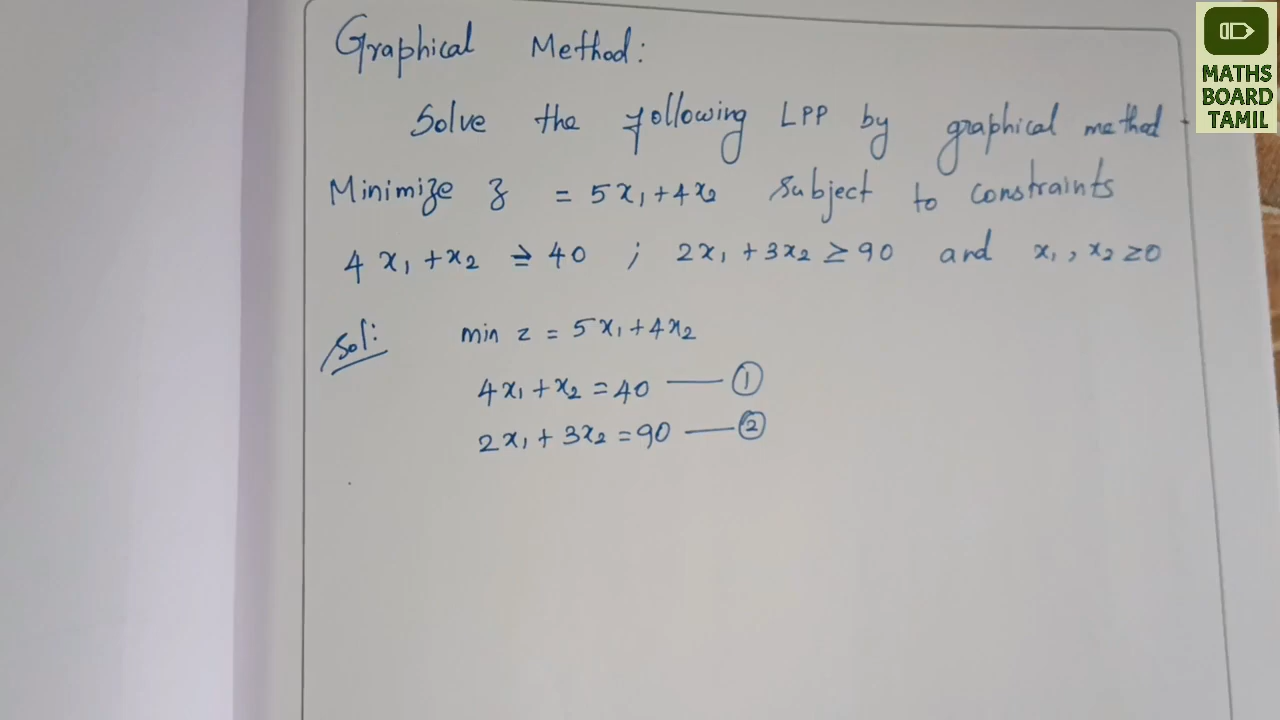 Graphical Method:
Solve the following LPP by graphical method.
Minimize z = 5x₁ + 4x₂ subject to constraints
4x₁ + x₂ ≥ 40 ; 2x₁ + 3x₂ ≥ 90 and x₁, x₂ ≥ 0
Sol: min z = 5x₁ + 4x₂
4x₁ + x₂ = 40 —— ①
2x₁ + 3x₂ = 90 —— ②
MATHS
BOARD
TAMIL